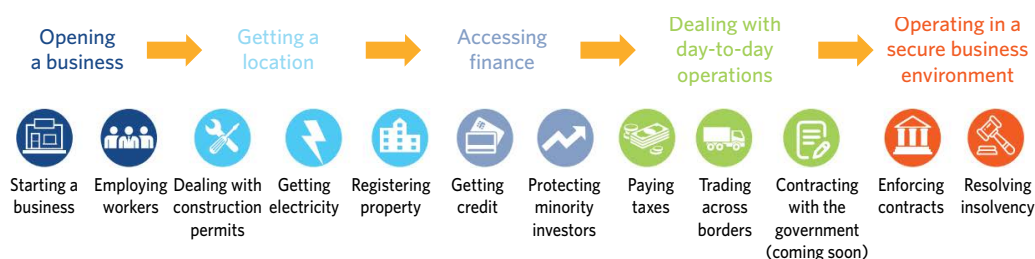 Opening
a business
Getting a
location
Accessing
finance
Dealing with
day-to-day
operations
Operating in a
secure business
environment
Starting a
business
Employing
workers
Dealing with
construction
permits
Getting
electricity
Registering
property
Getting
credit
Protecting
minority
investors
Paying
taxes
Trading
across
borders
Contracting
with the
government
(coming soon)
Enforcing
contracts
Resolving
insolvency